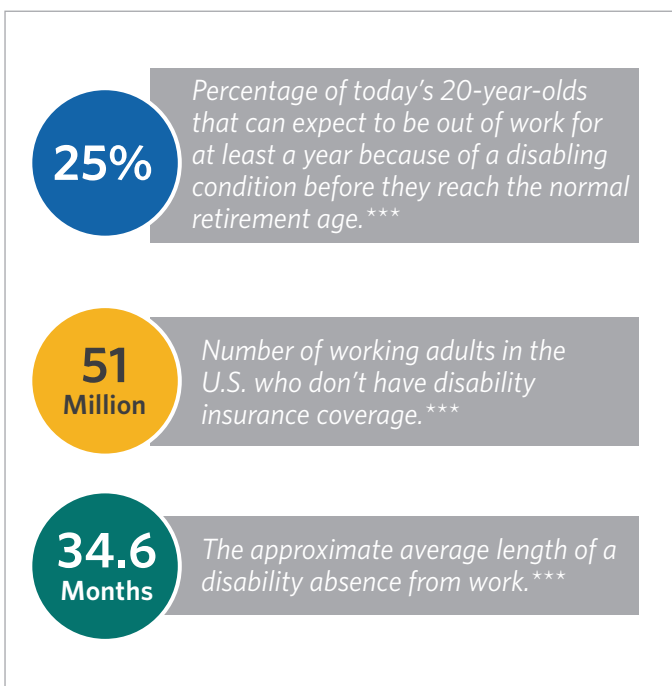 25%
Percentage of today's 20-year-olds
that can expect to be out of work for
at least a year because of a disabling
condition before they reach the normal
retirement age.***
51
Million
Number of working adults in the
U.S. who don't have disability
insurance coverage.***
34.6
Months
The approximate average length of a
disability absence from work.***